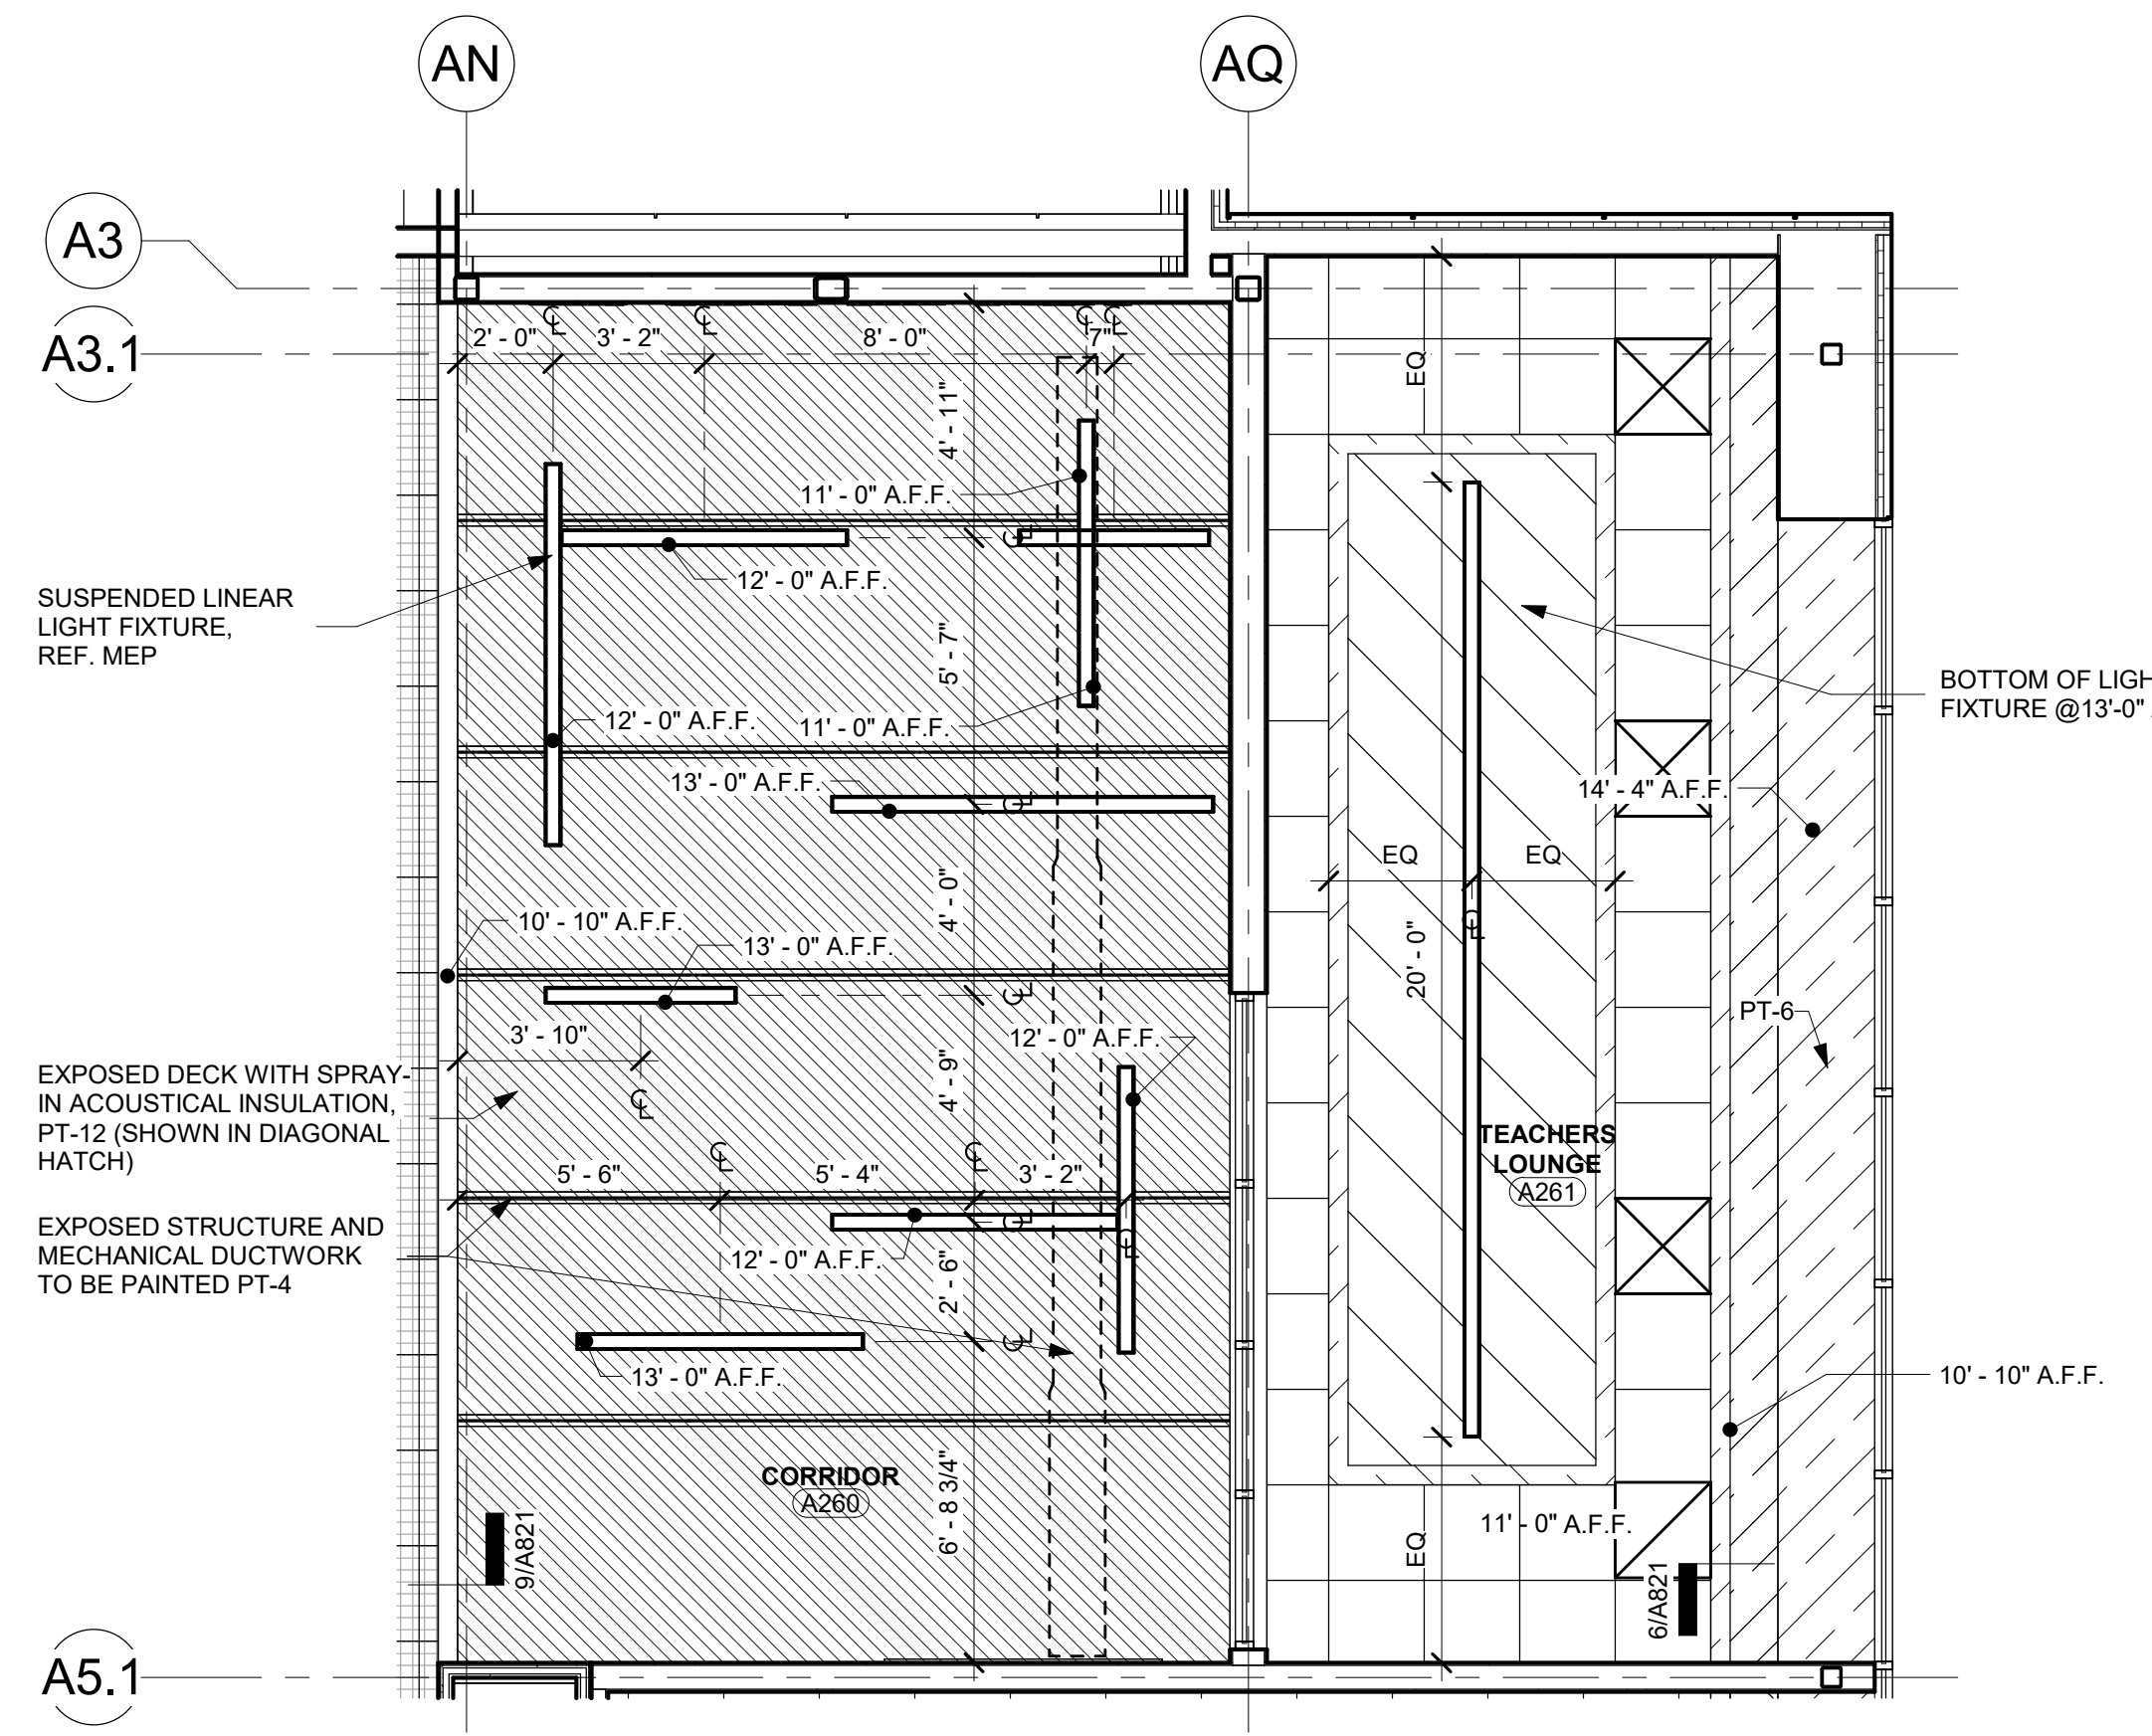 AN
AQ
A3
A3.1
2' - 0"
3' - 2"
8' - 0"
7"
4' - 11"
EQ
11' - 0" A.F.F.
12' - 0" A.F.F.
SUSPENDED LINEAR
LIGHT FIXTURE,
REF. MEP
5' - 7"
12' - 0" A.F.F.
11' - 0" A.F.F.
13' - 0" A.F.F.
BOTTOM OF LIGH
FIXTURE @13'-0"
14' - 4" A.F.F.
EQ
EQ
4' - 0"
10' - 10" A.F.F.
13' - 0" A.F.F.
20' - 0"
PT-6
3' - 10"
12' - 0" A.F.F.
EXPOSED DECK WITH SPRAY-
IN ACOUSTICAL INSULATION,
PT-12 (SHOWN IN DIAGONAL
HATCH)
4' - 9"
TEACHERS
LOUNGE
A261
5' - 6"
5' - 4"
3' - 2"
EXPOSED STRUCTURE AND
MECHANICAL DUCTWORK
TO BE PAINTED PT-4
12' - 0" A.F.F.
2' - 6"
13' - 0" A.F.F.
10' - 10" A.F.F.
CORRIDOR
A260
6' - 8 3/4"
9/A821
EQ
11' - 0" A.F.F.
6/A821
A5.1